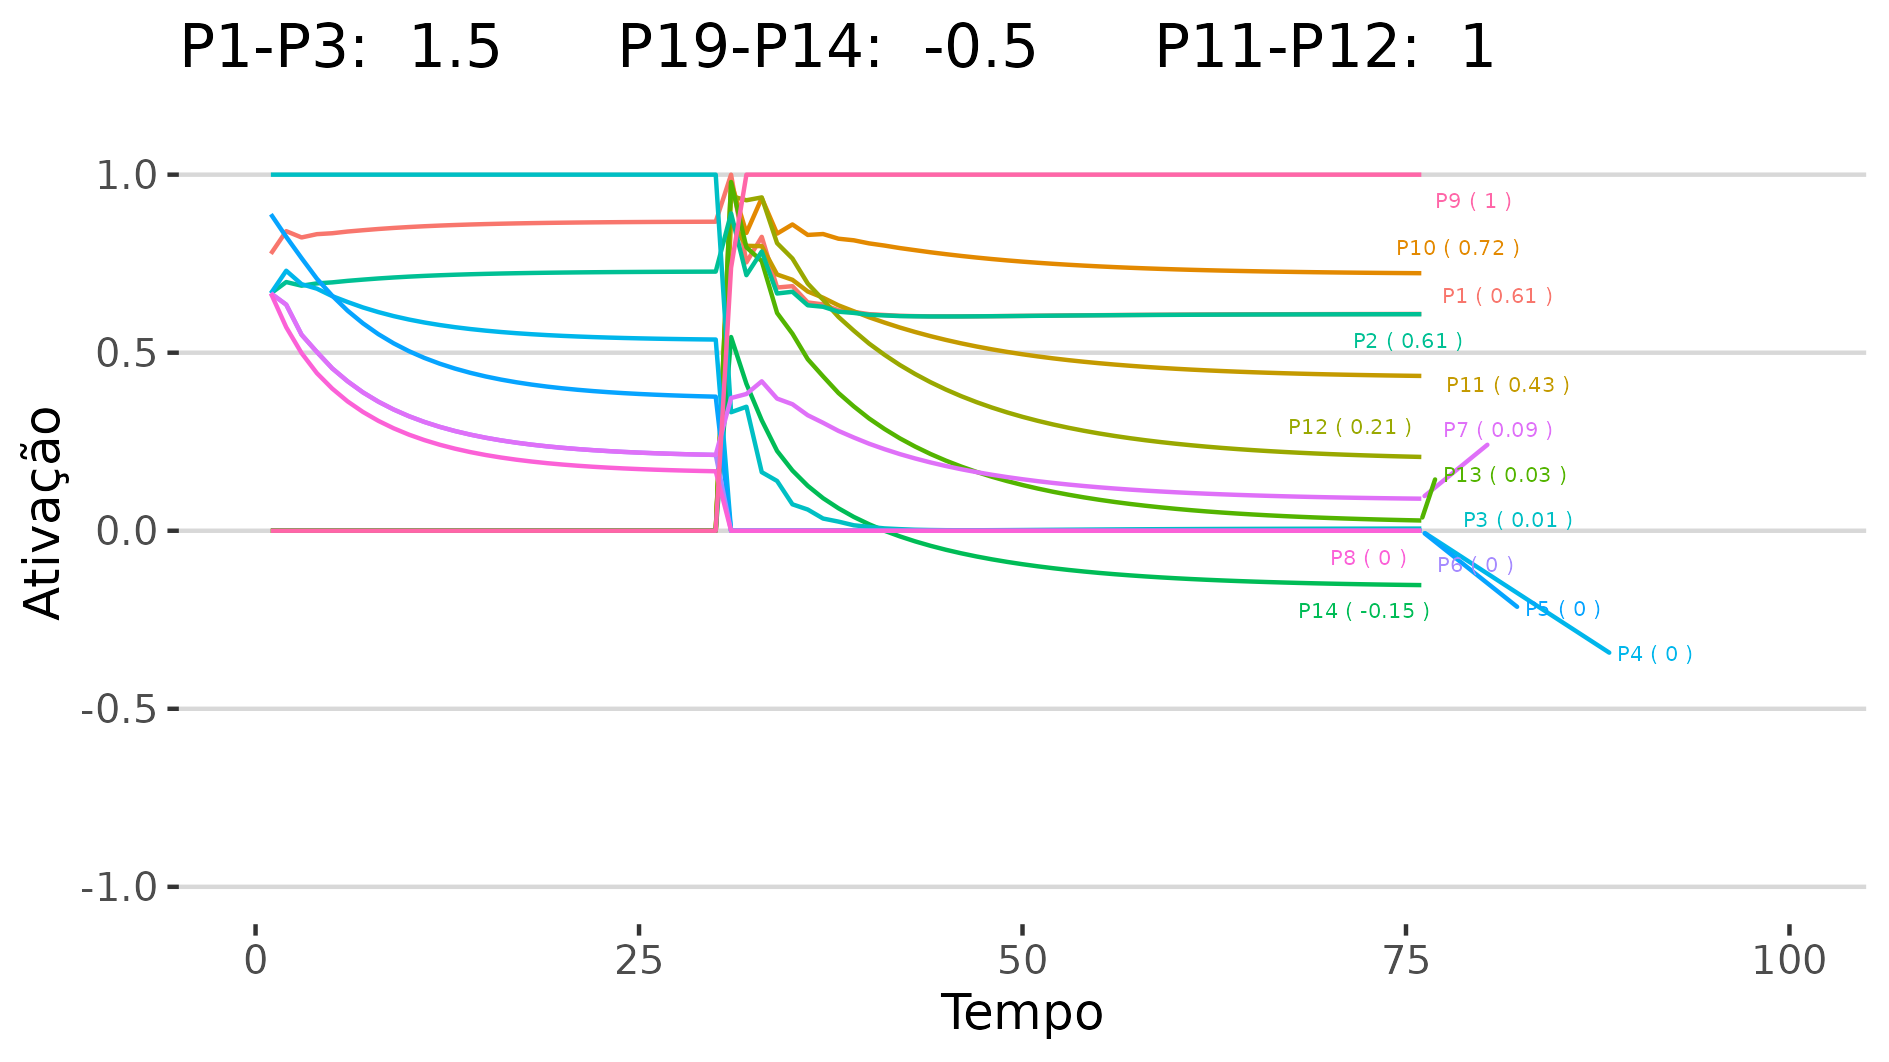 P1-P3: 1.5 P19-P14: -0.5 P11-P12: 1
1.0
0.5
0.0
-0.5
-1.0
Ativação
P9 ( 1 )
P10 ( 0.72 )
P1 ( 0.61 )
P2 ( 0.61 )
P11 ( 0.43 )
P12 ( 0.21 )
P7 ( 0.09 )
P13 ( 0.03 )
P3 ( 0.01 )
P8 ( 0 )
P6 ( 0 )
P5 ( 0 )
P14 ( -0.15 )
P4 ( 0 )
0 25 50 75 100
Tempo